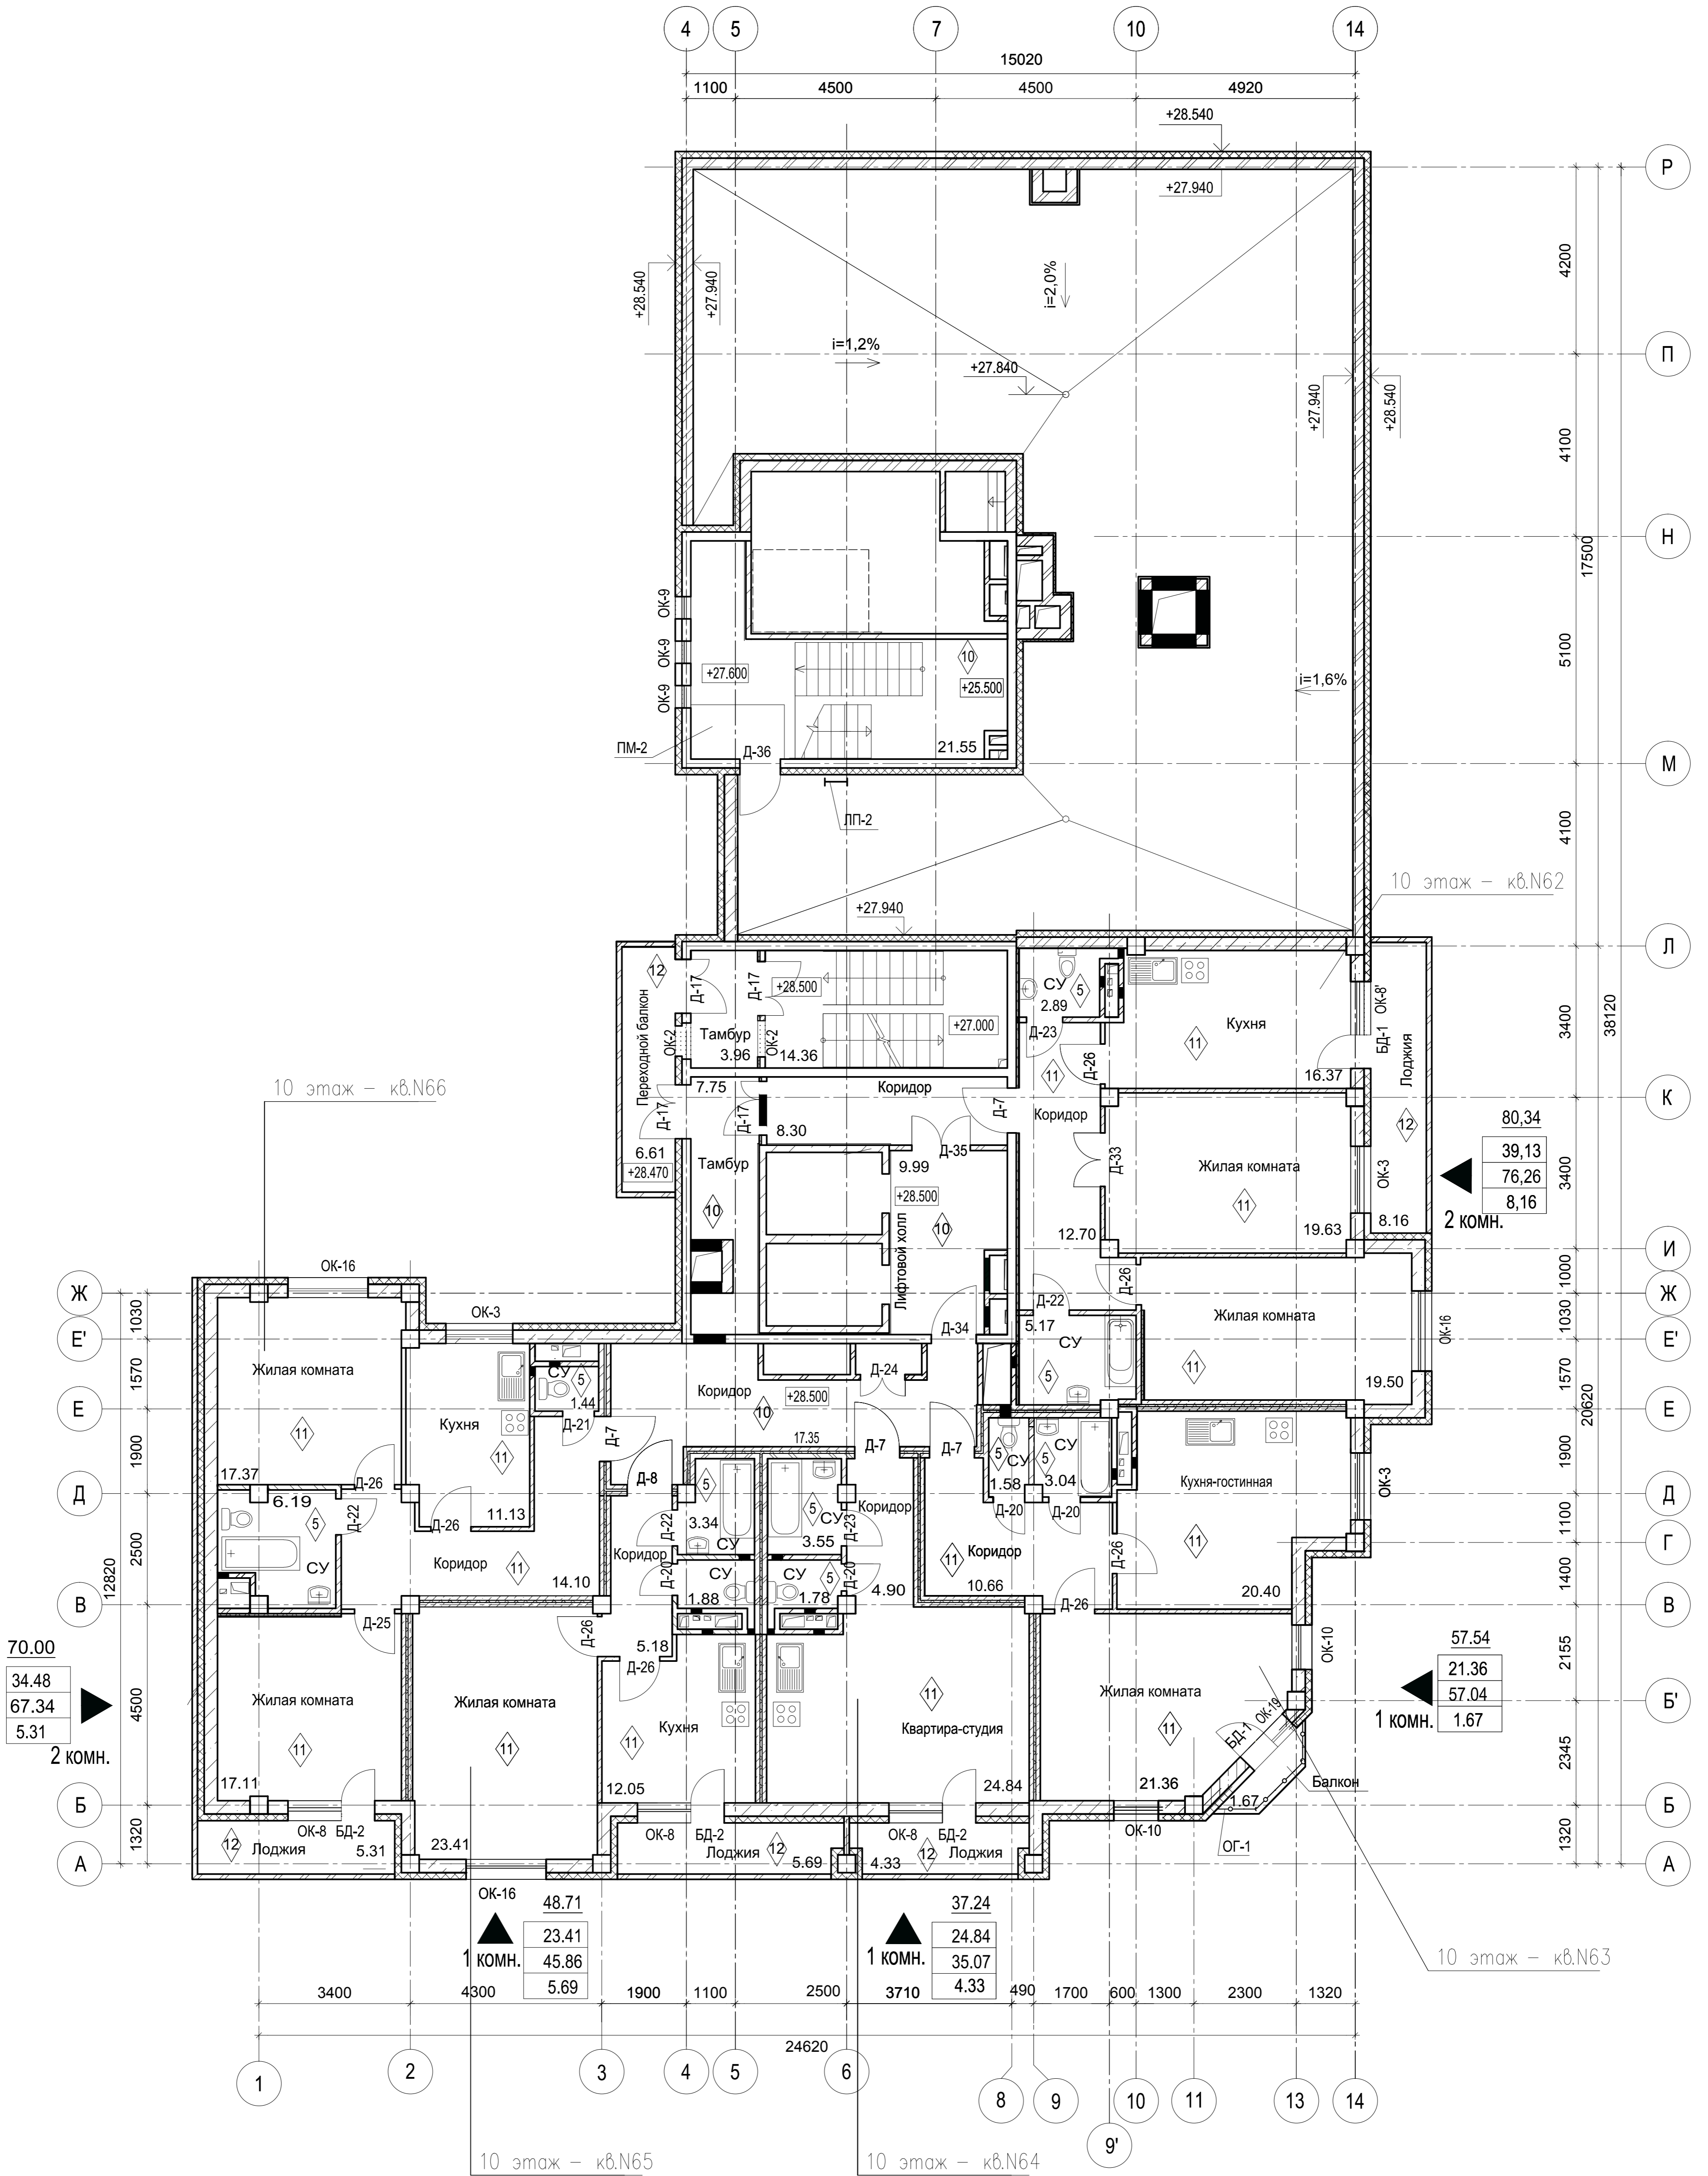 4 5 7 10 14
15020
1100 4500 4500 4920
+28.540
Р
+27.940
4200
+28.540 +27.940
i=2,0%
i=1,2%
П
+27.840
+27.940 +28.540
4100
17500
Н
ОК-9
ОК-9
ОК-9
+27.600
10
+25.500
5100
i=1,6%
ПМ-2
Д-36
21.55
М
ЛП-2
4100
38120
10 этаж - кв.N62
+27.940
Л
12
Переходной балкон
Д-17
Д-17
+28.500
ОК-2
Тамбур
3.96
ОК-2
14.36
+27.000
СУ
5
2.89
Д-23
Кухня
11
16.37
ОК-8'
БД-1
Лоджия
3400
10 этаж - кв.N66
7.75
Коридор
Д-17
Д-17
8.30
Д-7
11
Д-26
Коридор
К
6.61
+28.470
Тамбур
10
Д-35
9.99
+28.500
10
Лифтовой холл
Д-33
12.70
Жилая комната
11
19.63
ОК-3
12
8.16
3400
80,34
39,13
76,26
8,16
2 комн.
И
1000
Ж
1030
Е'
1570
Е
20620
ОК-16
ОК-3
Ж
1030
Е'
1570
Е
Д-34
Д-22
5.17
СУ
5
Д-26
Жилая комната
11
19.50
ОК-16
Жилая комната
11
17.37
Кухня
11
11.13
СУ
5
1.44
Д-21
Д-7
Коридор
+28.500
10
17.35
Д-24
Д-7
Д-7
Д-8
1900
Д
2500
12820
В
Д-26
6.19
5
СУ
Д-22
Д-26
Коридор
11
14.10
Коридор
Д-22
Д-20
5
3.34
СУ
5
СУ
3.55
Д-23
Коридор
СУ
1.88
СУ
5
1.78
Д-20
4.90
5
СУ
1.58
5
СУ
3.04
Д-20
Д-20
11
Коридор
10.66
Д-26
Д-26
Кухня-гостинная
11
20.40
ОК-3
1900
Д
1100
Г
1400
В
Д-25
Д-26
5.18
Д-26
ОК-10
2155
70.00
34.48
67.34
5.31
2 комн.
4500
Жилая комната
11
17.11
Жилая комната
11
23.41
11
Кухня
12.05
11
Квартира-студия
24.84
Жилая комната
11
21.36
БД-1
ОК-19
Балкон
1.67
57.54
21.36
57.04
1.67
1 комн.
Б'
2345
Б
1320
А
Б
1320
А
ОК-8 БД-2
12
Лоджия
5.31
ОК-16
ОК-8 БД-2
Лоджия
12
5.69
ОК-8 БД-2
4.33
12
Лоджия
ОК-10
ОГ-1
48.71
23.41
45.86
5.69
1 комн.
37.24
24.84
35.07
4.33
1 комн.
10 этаж - кв.N63
3400 4300 1900 1100 2500 3710 490 1700 600 1300 2300 1320
24620
1 2 3 4 5 6 8 9 9' 10 11 13 14
10 этаж - кв.N65
10 этаж - кв.N64